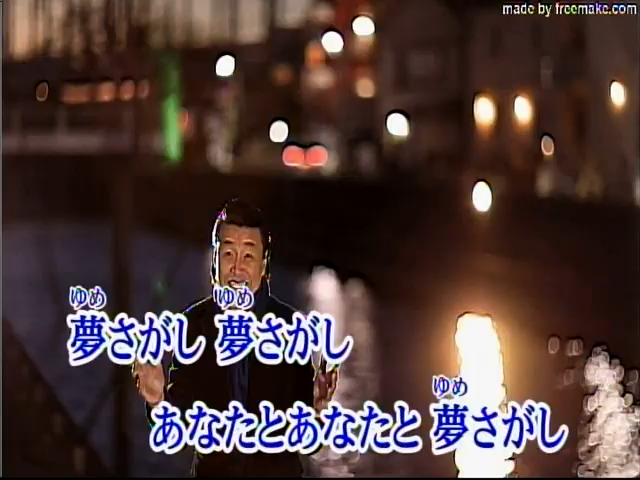 made by freemake.com
ゆめ ゆめ
夢さがし 夢さがし
ゆめ
あなたとあなたと 夢さがし